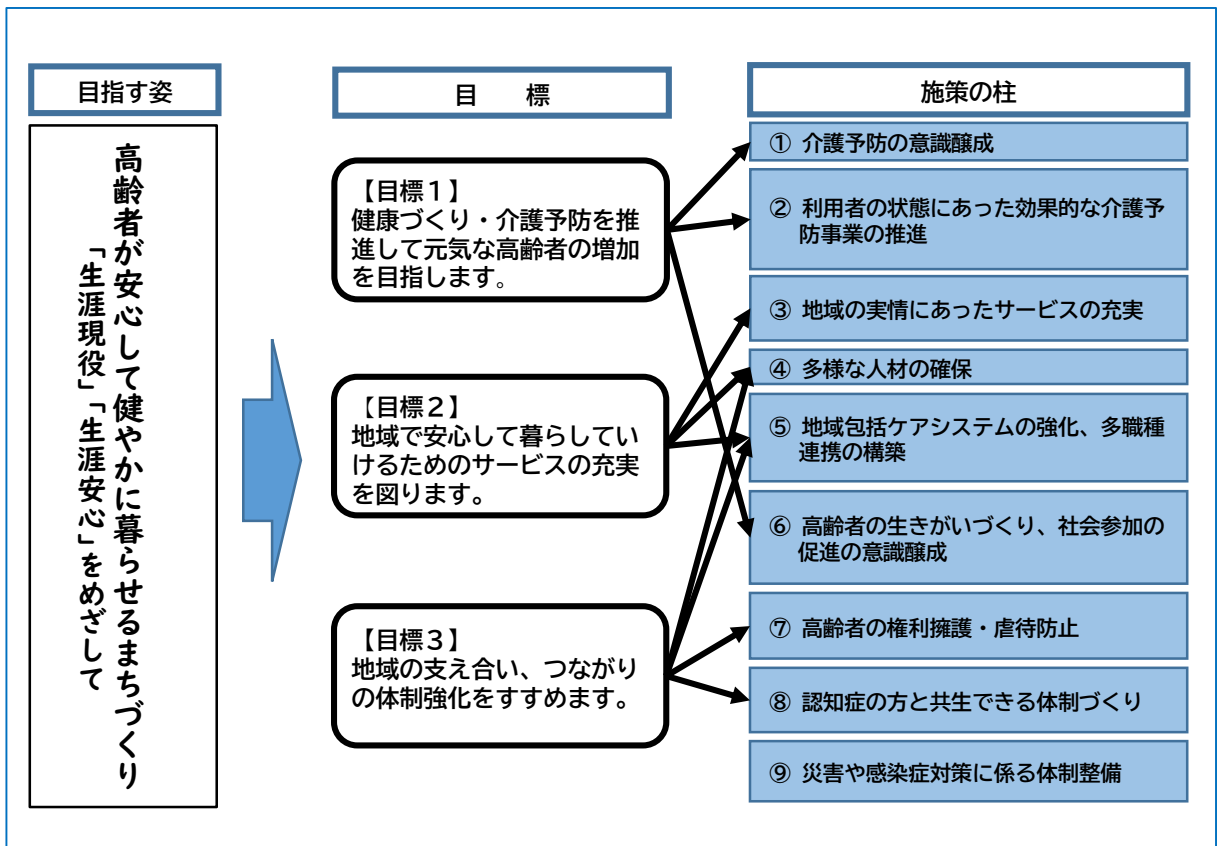 目指す姿
高齢者が安心して健やかに暮らせるまちづくり
「生涯現役」「生涯安心」をめざして
目　標
【目標１】
健康づくり・介護予防を推
進して元気な高齢者の増加
を目指します。
【目標２】
地域で安心して暮らしてい
けるためのサービスの充実
を図ります。
【目標３】
地域の支え合い、つながり
の体制強化をすすめます。
施策の柱
① 介護予防の意識醸成
② 利用者の状態にあった効果的な介護予
防事業の推進
③ 地域の実情にあったサービスの充実
④ 多様な人材の確保
⑤ 地域包括ケアシステムの強化、多職種
連携の構築
⑥ 高齢者の生きがいづくり、社会参加の
促進の意識醸成
⑦ 高齢者の権利擁護・虐待防止
⑧ 認知症の方と共生できる体制づくり
⑨ 災害や感染症対策に係る体制整備